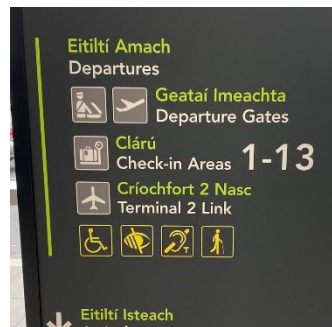 Eitiltí Amach
Departures
Geataí Imeachta
Departure Gates
Clárú
Check-in Areas 1-13
Críochfort 2 Nasc
Terminal 2 Link
T
Eitiltí Isteach